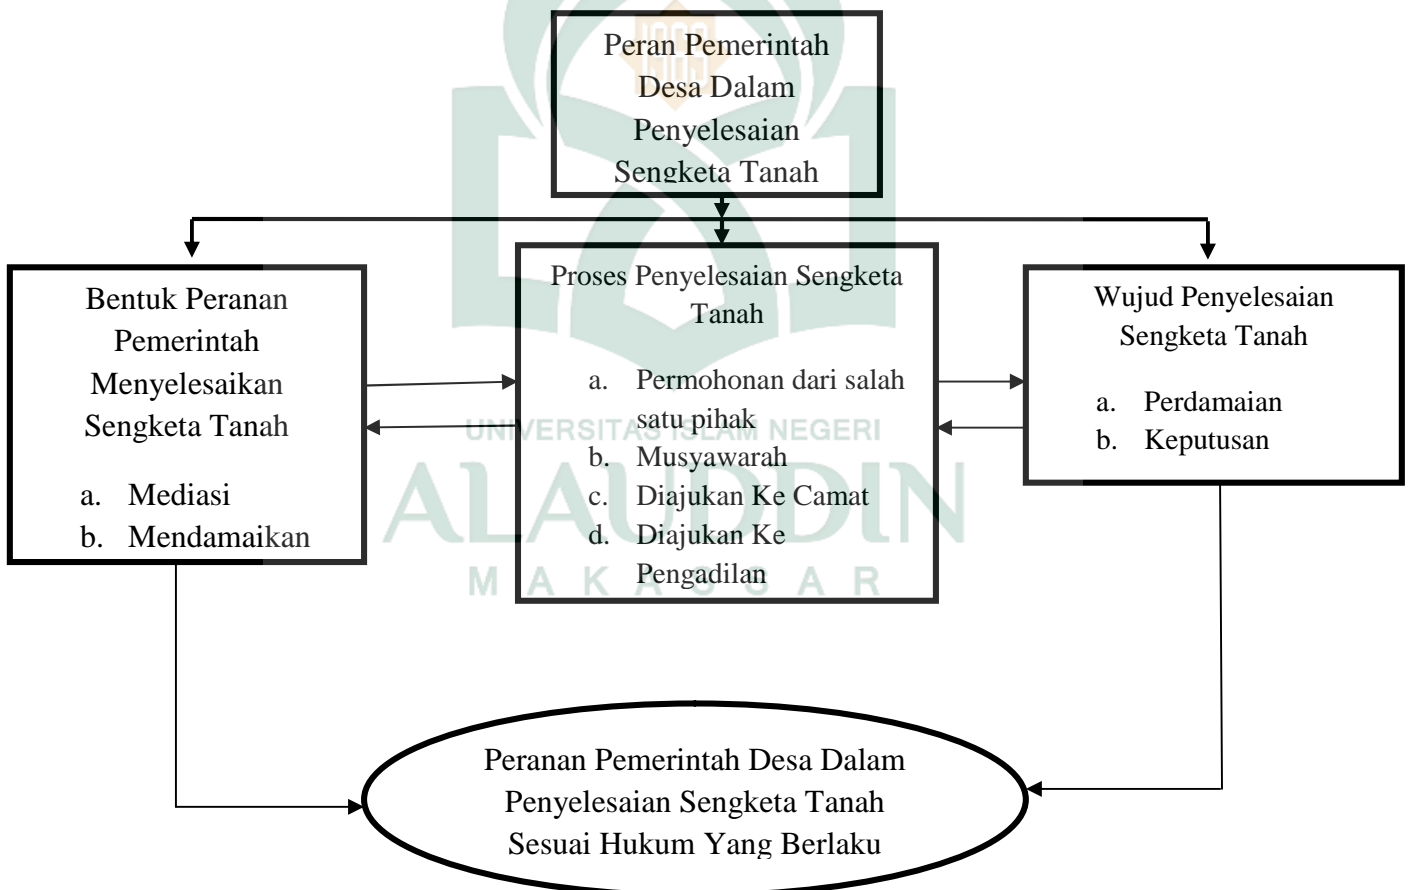 Peran Pemerintah
Desa Dalam
Penyelesaian
Sengketa Tanah
Bentuk Peranan
Pemerintah
Menyelesaikan
Sengketa Tanah
a. Mediasi
b. Mendamaikan
Proses Penyelesaian Sengketa
Tanah
a. Permohonan dari salah
satu pihak
b. Musyawarah
c. Diajukan Ke Camat
d. Diajukan Ke
Pengadilan
Wujud Penyelesaian
Sengketa Tanah
a. Perdamaian
b. Keputusan
UNIVERSITAS ISLAM NEGERI
ALAUDDIN
MAKASSAR
Peranan Pemerintah Desa Dalam
Penyelesaian Sengketa Tanah
Sesuai Hukum Yang Berlaku